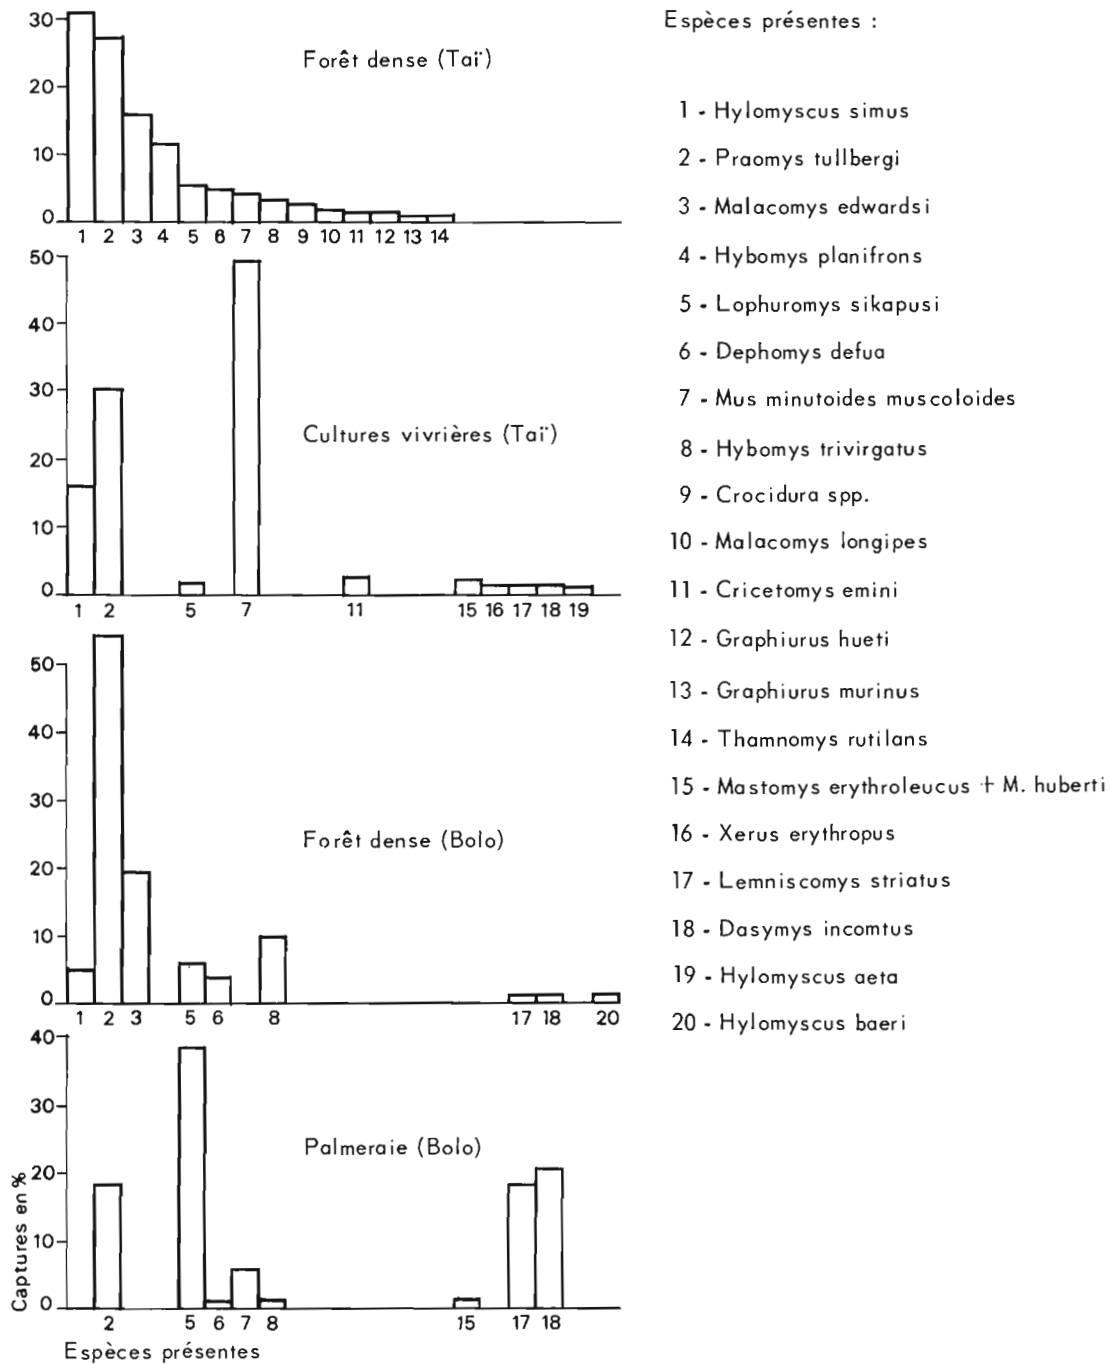 30
20
10
0
Forêt dense (Taï)
1 2 3 4 5 6 7 8 9 10 11 12 13 14
50
40
30
20
10
0
Cultures vivrières (Taï)
1 2 5 7 11 15 16 17 18 19
50
40
30
20
10
0
Forêt dense (Bolo)
1 2 3 5 6 8 17 18 20
40
30
20
10
0
Captures en %
Palmeraie (Bolo)
2 5 6 7 8 15 17 18
Espèces présentes
Espèces présentes :
1 - Hylomyscus simus
2 - Praomys tullbergi
3 - Malacomys edwardsi
4 - Hybomys planifrons
5 - Lophuromys sikapusi
6 - Dephomys defua
7 - Mus minutoides muscoloides
8 - Hybomys trivirgatus
9 - Crocidura spp.
10 - Malacomys longipes
11 - Cricetomys emini
12 - Graphiurus hueti
13 - Graphiurus murinus
14 - Thamnomys rutilans
15 - Mastomys erythroleucus + M. huberti
16 - Xerus erythropus
17 - Lemniscomys striatus
18 - Dasymys incomtus
19 - Hylomyscus aeta
20 - Hylomyscus baeri